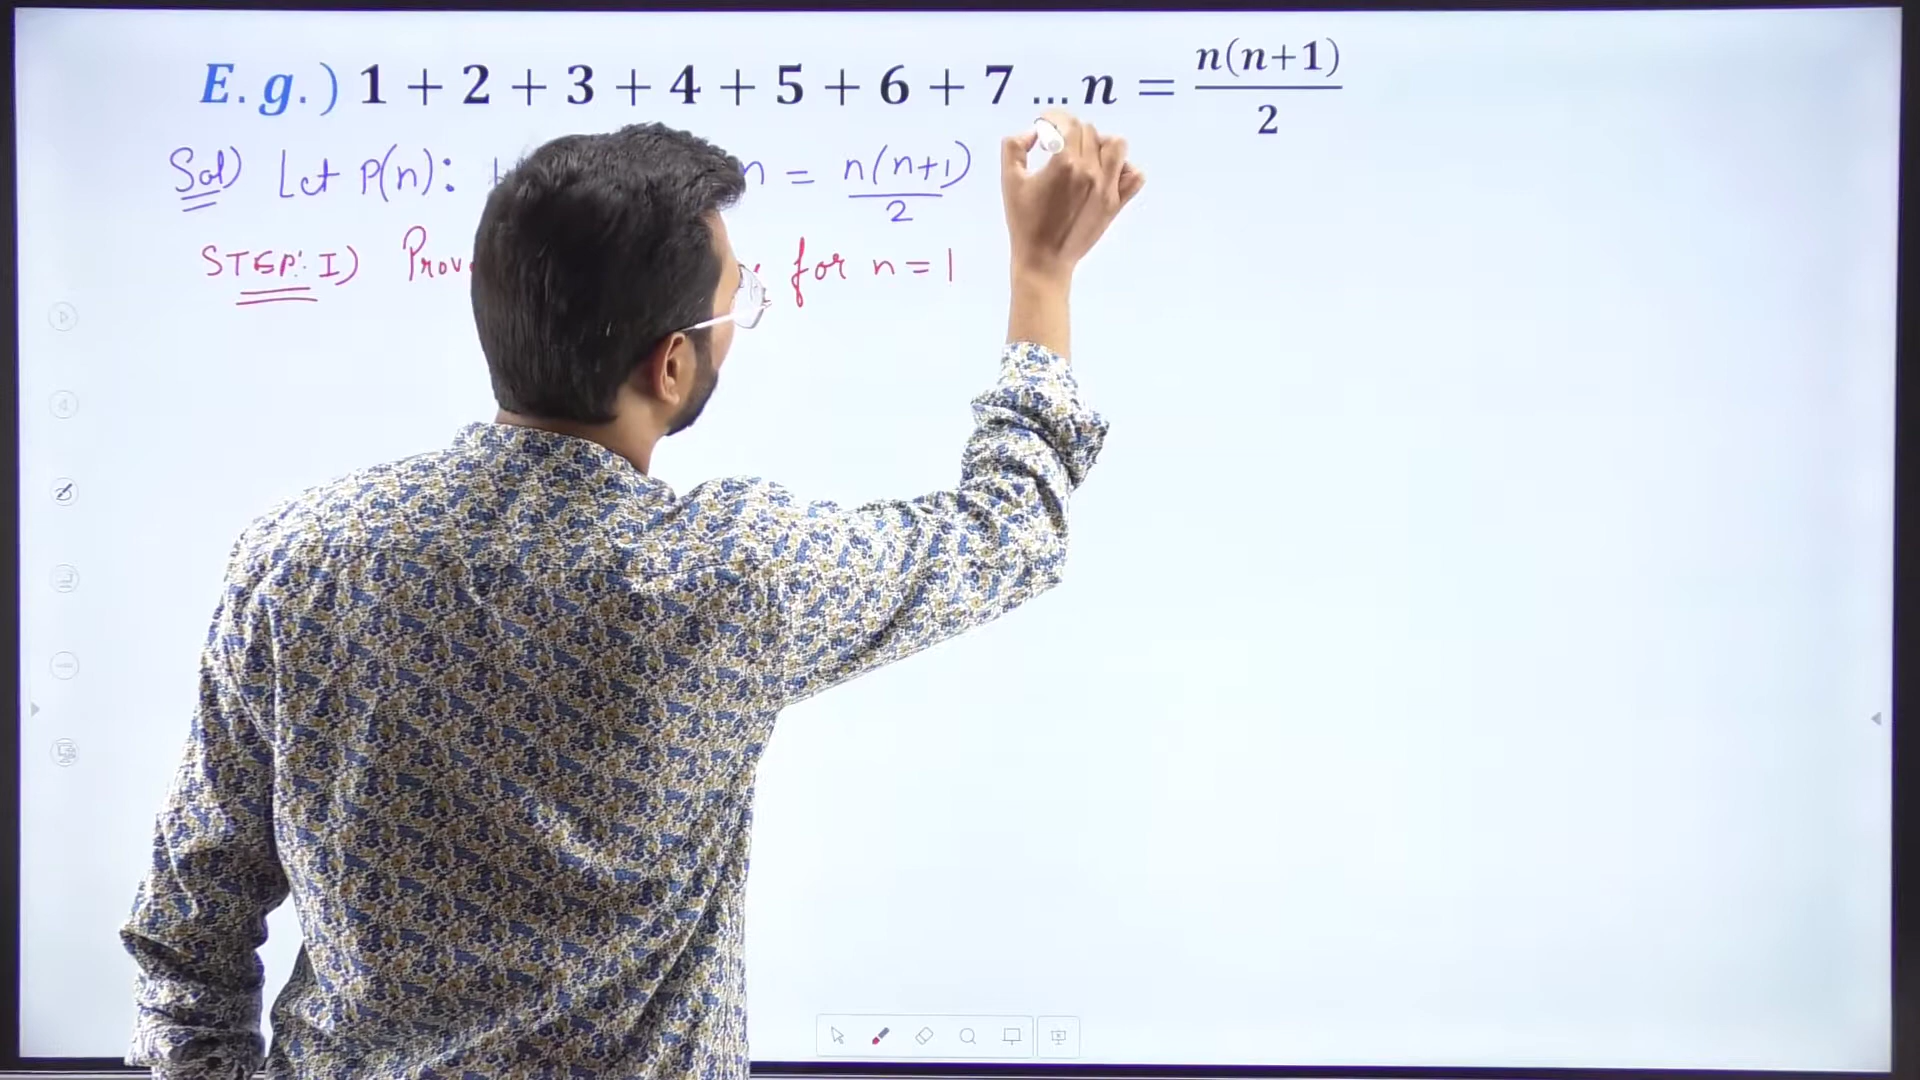 E.g.) 1 + 2 + 3 + 4 + 5 + 6 + 7 ... n = n(n+1)/2
Sol) Let P(n): n = n(n+1)/2
STEP: I) for n = 1